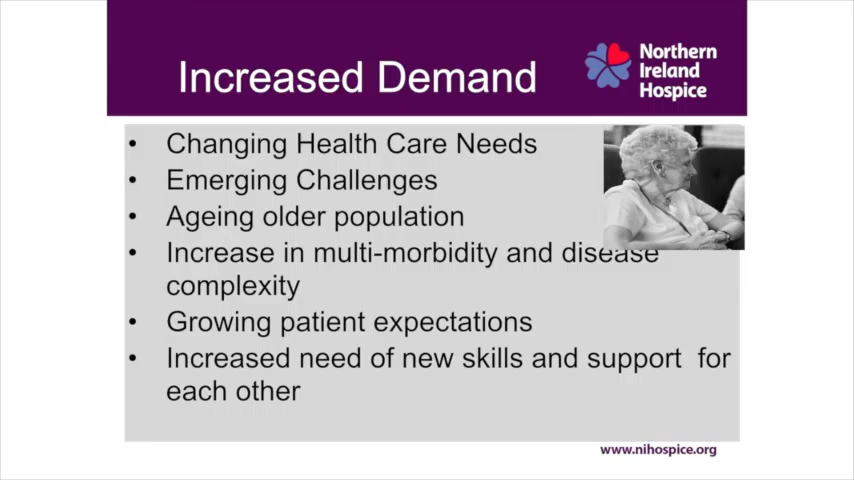 Increased Demand
Northern
Ireland
Hospice
• Changing Health Care Needs
• Emerging Challenges
• Ageing older population
• Increase in multi-morbidity and disease
complexity
• Growing patient expectations
• Increased need of new skills and support for
each other
www.nihospice.org